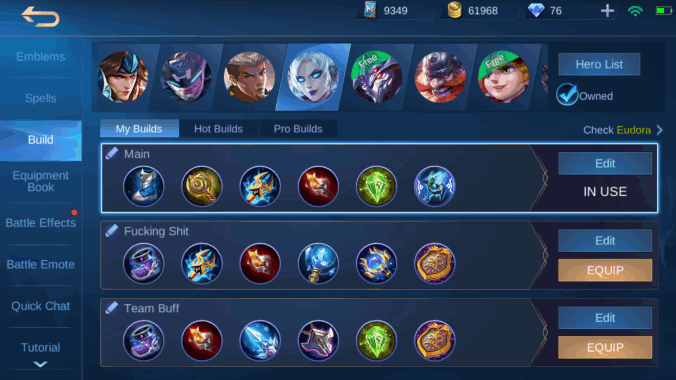 9349
61968
76
Emblems
Spells
Build
Equipment
Book
Battle Effects
Battle Emote
Quick Chat
Tutorial
Free
Free
Hero List
Owned
My Builds
Hot Builds
Pro Builds
Check Eudora
Main
Edit
IN USE
Fucking Shit
Edit
EQUIP
Team Buff
Edit
EQUIP